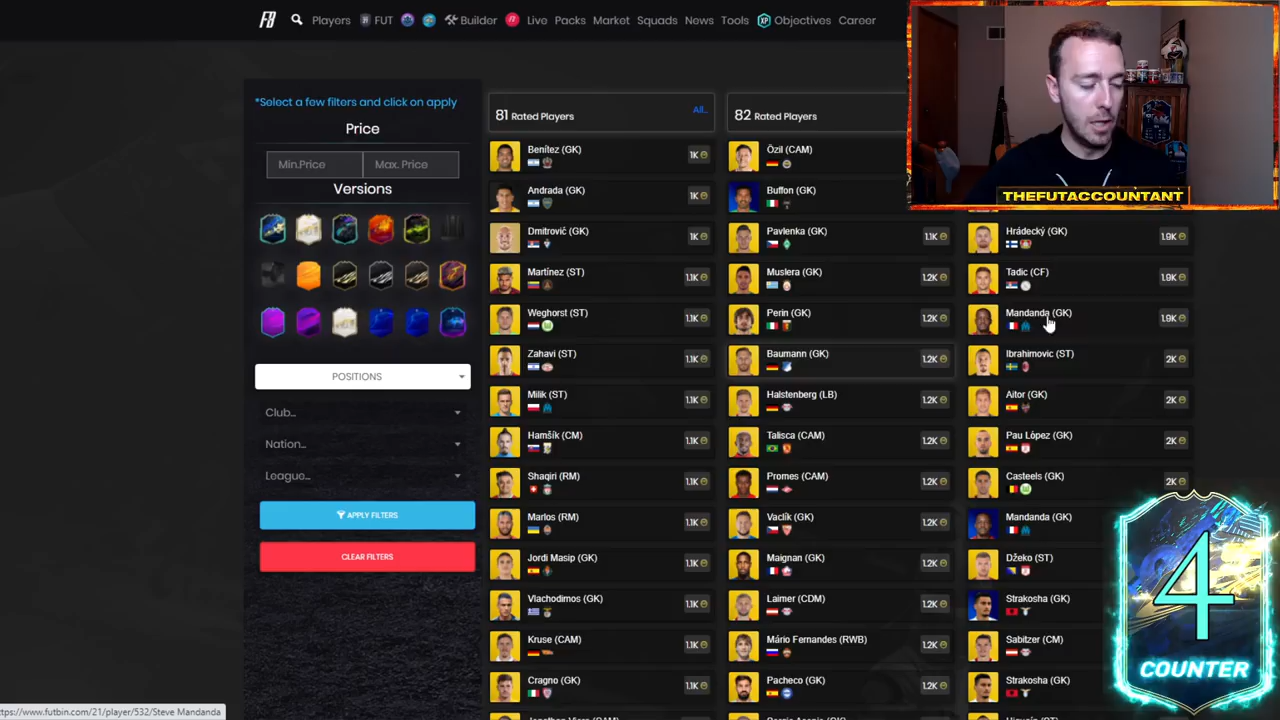 Players
FUT
Builder
Live
Packs
Market
Squads
News
Tools
XP
Objectives
Career
THEFUTACCOUNTANT
*Select a few filters and click on apply
Price
Min.Price
Max. Price
Versions
POSITIONS
Club...
Nation...
League...
APPLY FILTERS
CLEAR FILTERS
81 Rated Players
All..
Benítez (GK)
1K
Andrada (GK)
1K
Dmitrović (GK)
1K
Martínez (ST)
1.1K
Weghorst (ST)
1.1K
Zahavi (ST)
1.1K
Milik (ST)
1.1K
Hamšík (CM)
1.1K
Shaqiri (RM)
1.1K
Marlos (RM)
1.1K
Jordi Masip (GK)
1.1K
Vlachodimos (GK)
1.1K
Kruse (CAM)
1.1K
Cragno (GK)
1.1K
82 Rated Players
Özil (CAM)
Buffon (GK)
Pavlenka (GK)
1.1K
Muslera (GK)
1.2K
Perin (GK)
1.2K
Baumann (GK)
1.2K
Halstenberg (LB)
1.2K
Talisca (CAM)
1.2K
Promes (CAM)
1.2K
Vaclík (GK)
1.2K
Maignan (GK)
1.2K
Laimer (CDM)
1.2K
Mário Fernandes (RWB)
1.2K
Pacheco (GK)
1.2K
Hrádecký (GK)
1.9K
Tadic (CF)
1.9K
Mandanda (GK)
1.9K
Ibrahimovic (ST)
2K
Aitor (GK)
2K
Pau López (GK)
2K
Casteels (GK)
2K
Mandanda (GK)
Džeko (ST)
Strakosha (GK)
Sabitzer (CM)
Strakosha (GK)
4
COUNTER
ttps://www.futbin.com/21/player/532/Steve Mandanda